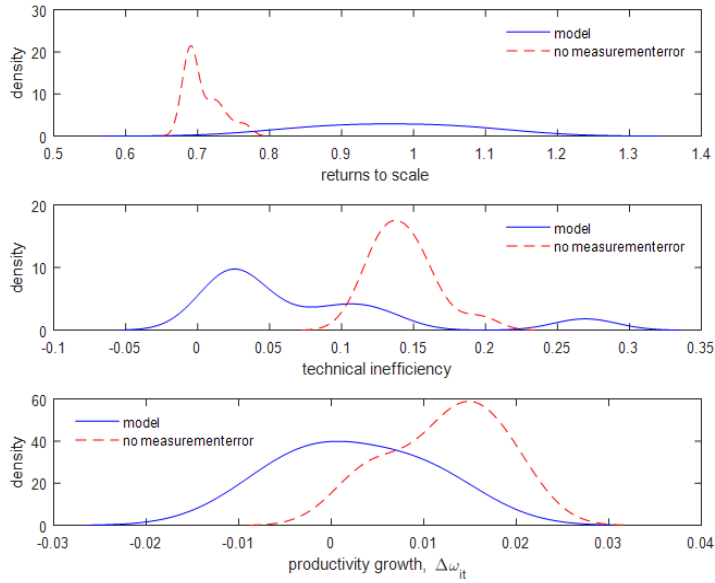 30
20
10
0
density
model
no measurementerror
0.5 0.6 0.7 0.8 0.9 1 1.1 1.2 1.3 1.4
returns to scale
20
10
0
density
model
no measurementerror
-0.1 -0.05 0 0.05 0.1 0.15 0.2 0.25 0.3 0.35
technical inefficiency
60
40
20
0
density
model
no measurementerror
-0.03 -0.02 -0.01 0 0.01 0.02 0.03 0.04
productivity growth, Δω_it